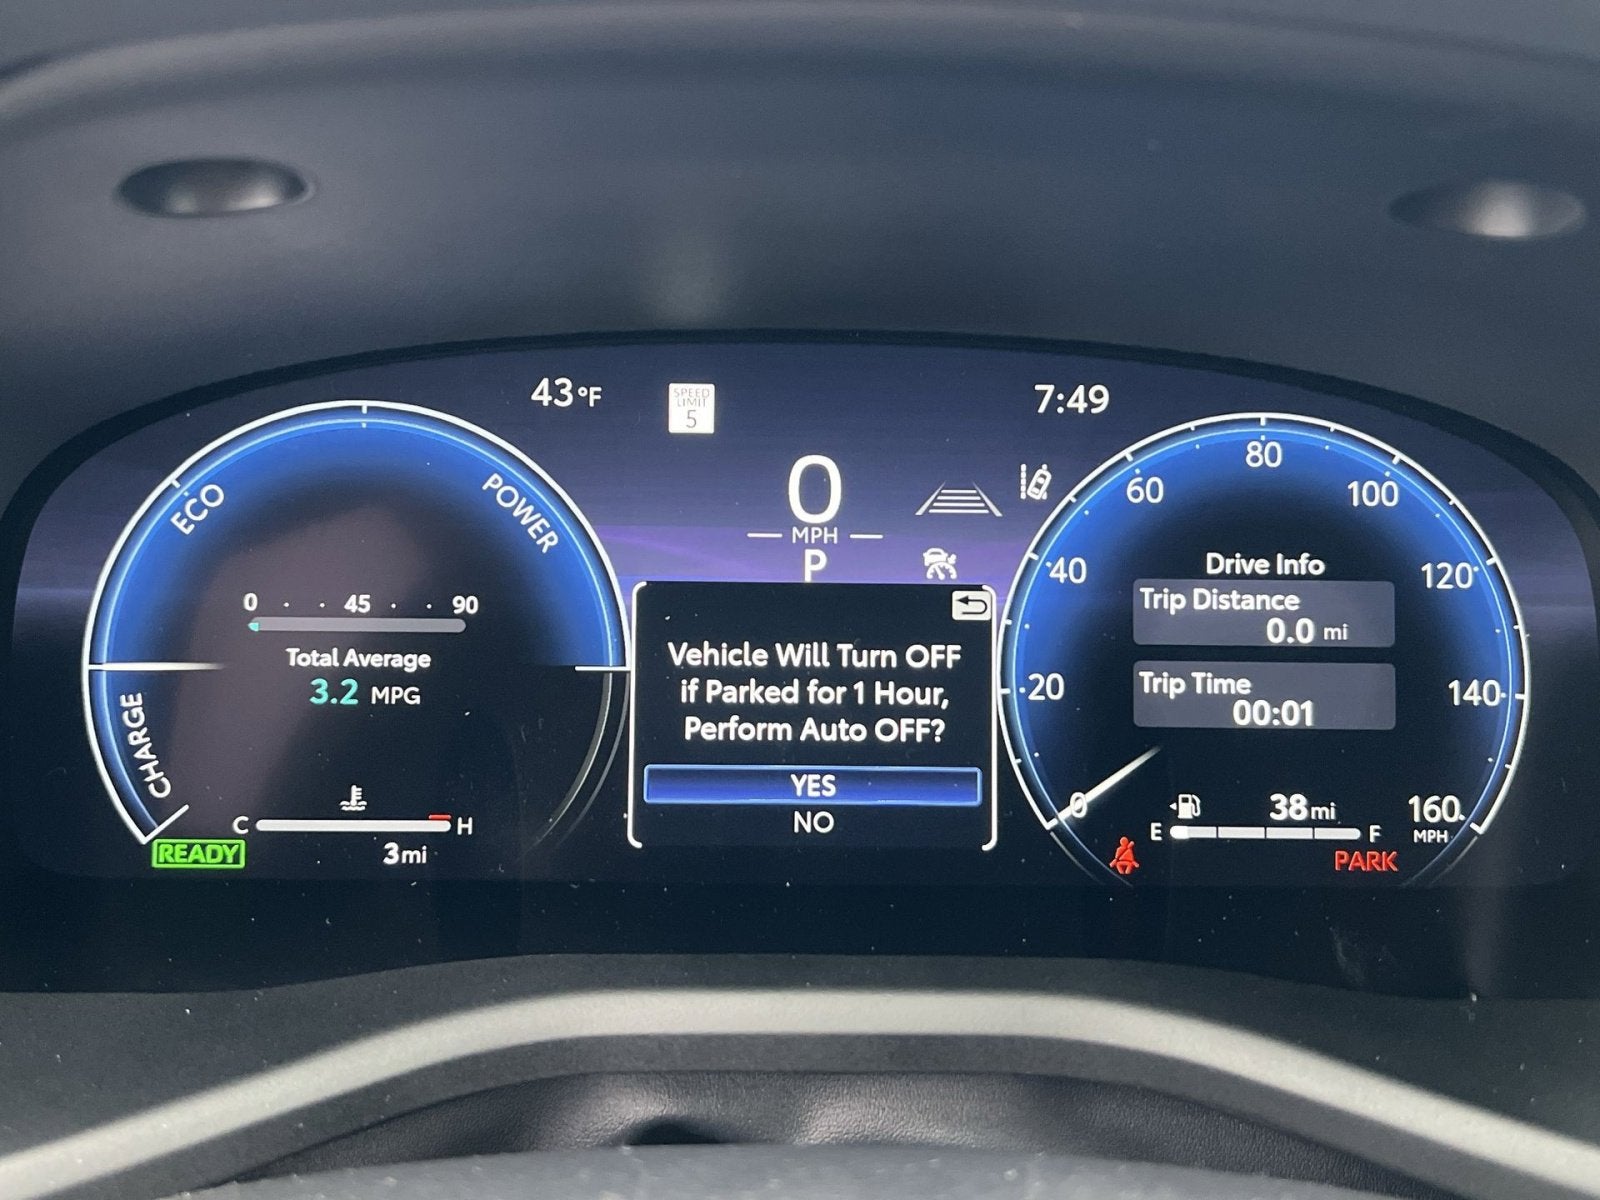 43°F
SPEED
LIMIT
5
7:49
0
MPH
P
ECO
POWER
CHARGE
0 45 90
Total Average
3.2 MPG
C H
3mi
READY
Vehicle Will Turn OFF
if Parked for 1 Hour,
Perform Auto OFF?
YES
NO
0
20
40
60
80
100
120
140
160
MPH
Drive Info
Trip Distance
0.0 mi
Trip Time
00:01
38mi
E F
PARK